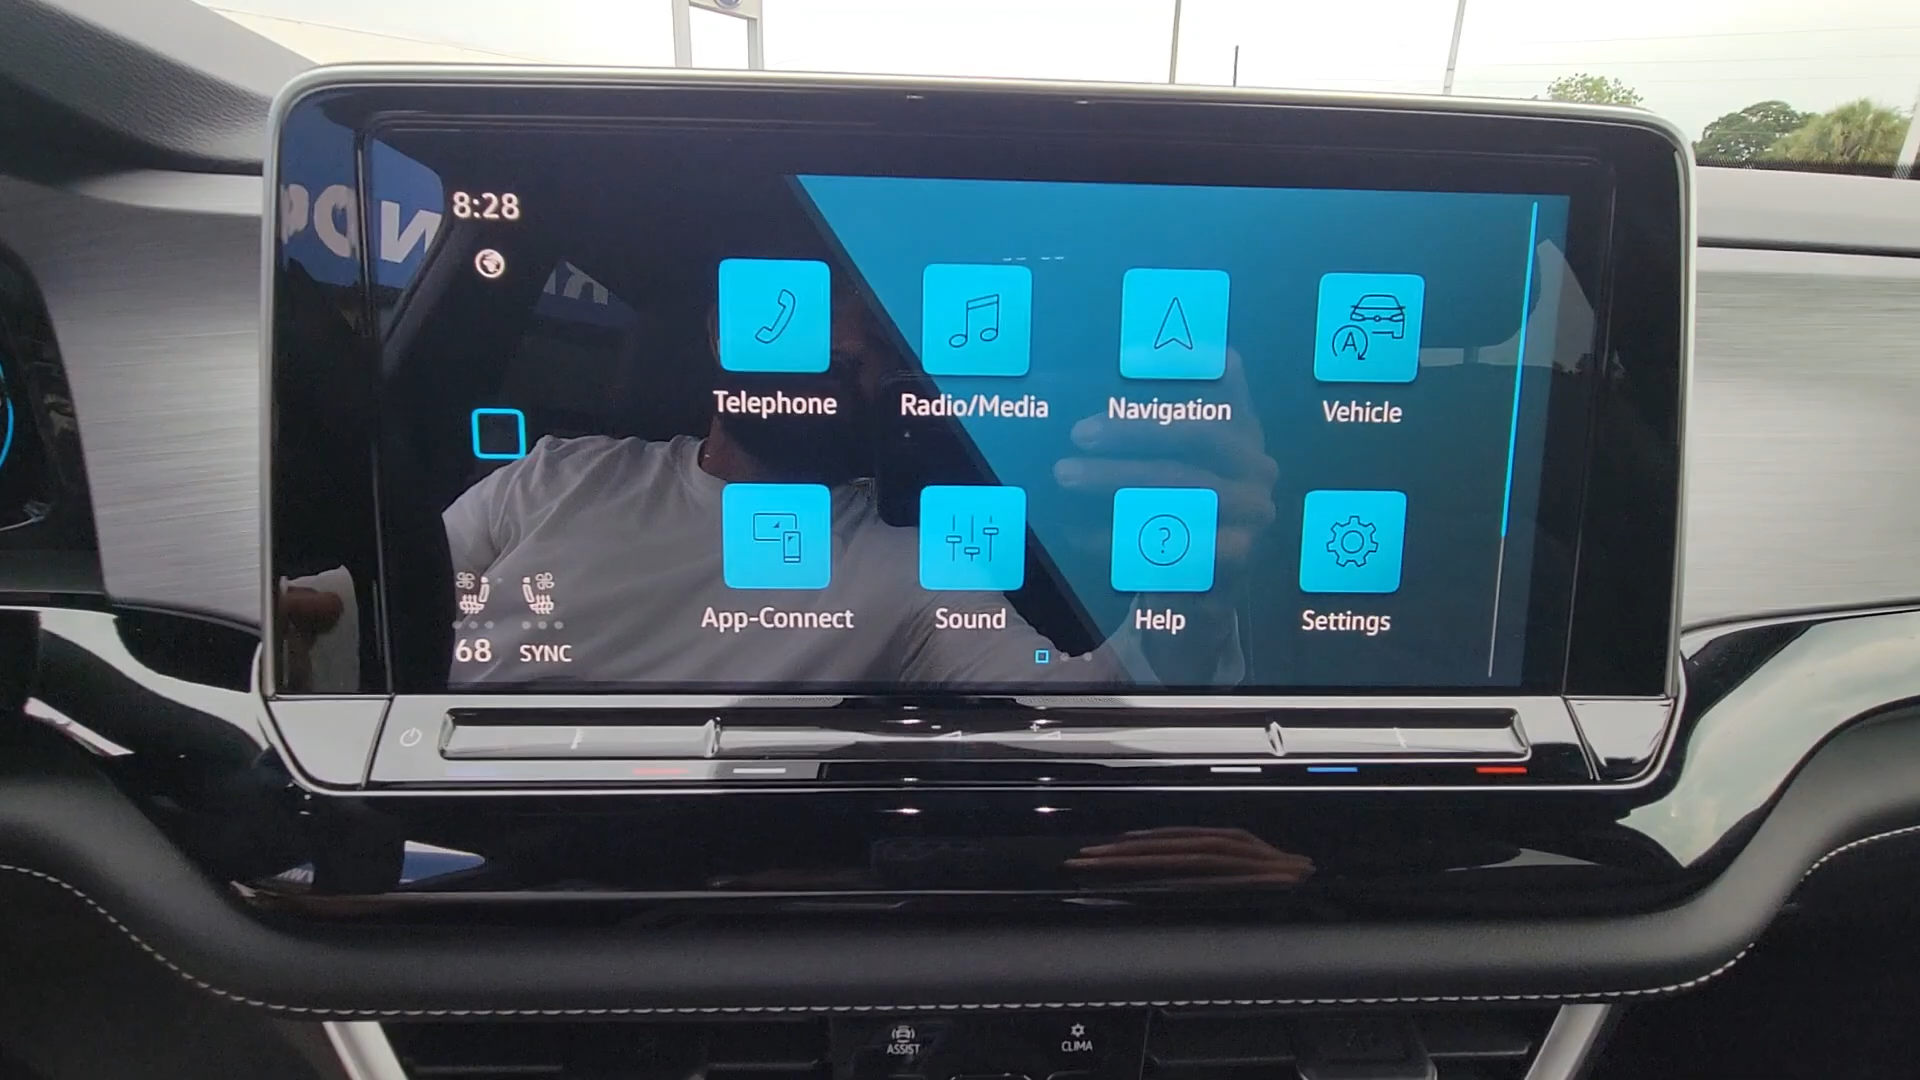 8:28
Telephone
Radio/Media
Navigation
Vehicle
A
App-Connect
Sound
?
Help
Settings
68
SYNC
ASSIST
CLIMA